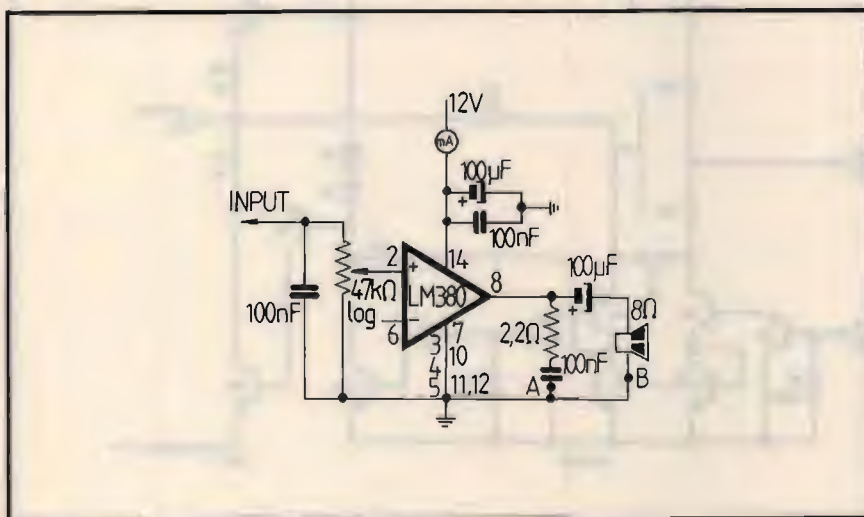 12V
mA
100µF
+
INPUT
100nF
2
+
14
100µF
47kΩ
LM380
8
+
8Ω
log
6
−
2,2Ω
100nF
3
7
100nF
4
10
A
B
5
11,12